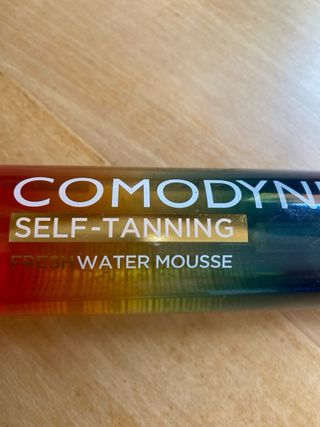 COMODYN
SELF-TANNING
FRESH WATER MOUSSE